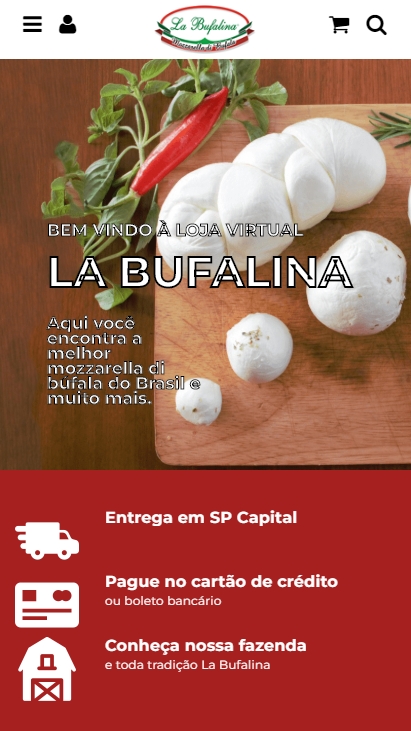 La Bufalina
Mozzarella di Bufala
BEM VINDO À LOJA VIRTUAL
LA BUFALINA
Aqui você
encontra a
melhor
mozzarella di
búfala do Brasil e
muito mais.
Entrega em SP Capital
Pague no cartão de crédito
ou boleto bancário
Conheça nossa fazenda
e toda tradição La Bufalina